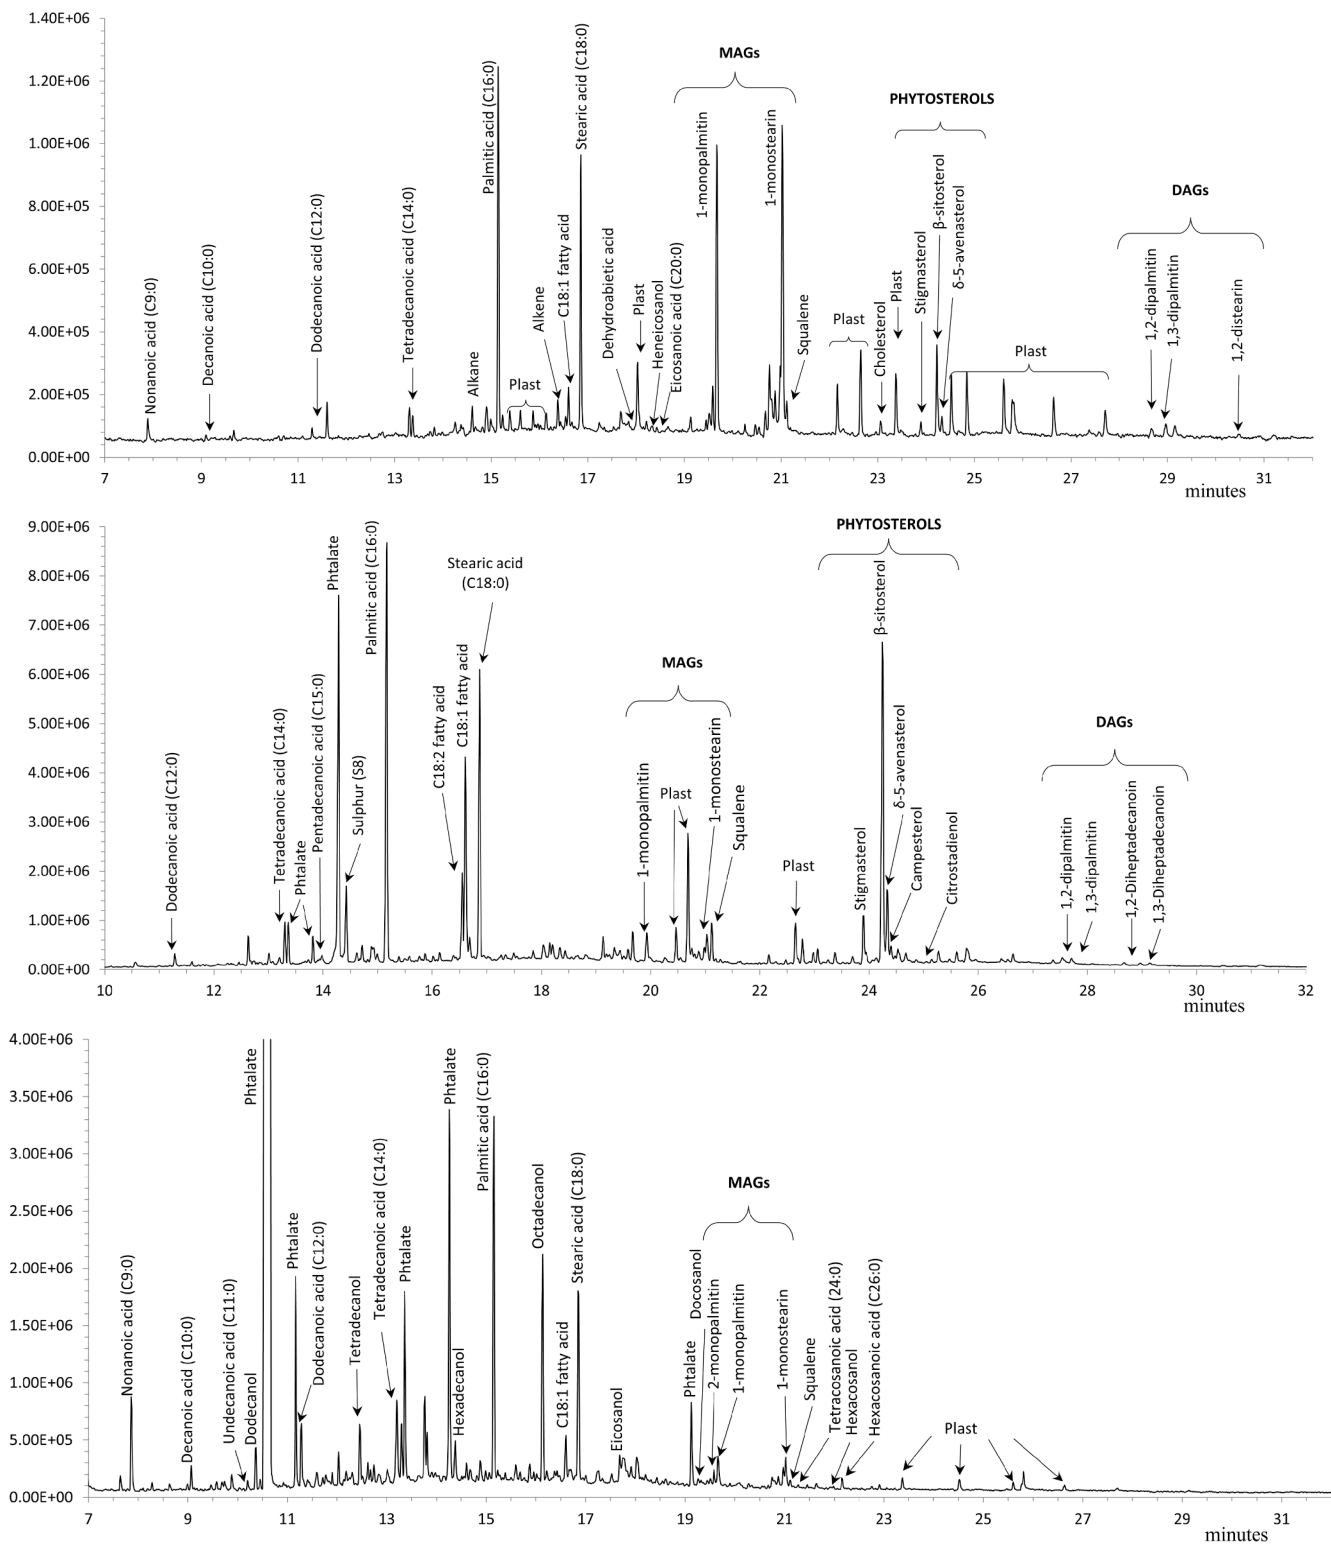 1.40E+06
1.20E+06
1.00E+06
8.00E+05
6.00E+05
4.00E+05
2.00E+05
0.00E+00
7 9 11 13 15 17 19 21 23 25 27 29 31
minutes
Nonanoic acid (C9:0)
Decanoic acid (C10:0)
Dodecanoic acid (C12:0)
Tetradecanoic acid (C14:0)
Alkane
Palmitic acid (C16:0)
Plast
Alkene
C18:1 fatty acid
Stearic acid (C18:0)
Dehydroabietic acid
Plast
Heneicosanol
Eicosanoic acid (C20:0)
MAGs
1-monopalmitin
1-monostearin
Squalene
Plast
Cholesterol
Plast
PHYTOSTEROLS
Stigmasterol
β-sitosterol
δ-5-avenasterol
Plast
DAGs
1,2-dipalmitin
1,3-dipalmitin
1,2-distearin
9.00E+06
8.00E+06
7.00E+06
6.00E+06
5.00E+06
4.00E+06
3.00E+06
2.00E+06
1.00E+06
0.00E+00
10 12 14 16 18 20 22 24 26 28 30 32
minutes
Dodecanoic acid (C12:0)
Tetradecanoic acid (C14:0)
Phtalate
Pentadecanoic acid (C15:0)
Phtalate
Sulphur (S8)
Palmitic acid (C16:0)
C18:2 fatty acid
C18:1 fatty acid
Stearic acid
(C18:0)
MAGs
1-monopalmitin
Plast
1-monostearin
Squalene
Plast
PHYTOSTEROLS
Stigmasterol
β-sitosterol
δ-5-avenasterol
Campesterol
Citrostadienol
DAGs
1,2-dipalmitin
1,3-dipalmitin
1,2-Diheptadecanoin
1,3-Diheptadecanoin
4.00E+06
3.50E+06
3.00E+06
2.50E+06
2.00E+06
1.50E+06
1.00E+06
5.00E+05
0.00E+00
7 9 11 13 15 17 19 21 23 25 27 29 31
minutes
Nonanoic acid (C9:0)
Decanoic acid (C10:0)
Undecanoic acid (C11:0)
Dodecanol
Phtalate
Phtalate
Dodecanoic acid (C12:0)
Tetradecanol
Tetradecanoic acid (C14:0)
Phtalate
Phtalate
Hexadecanol
Palmitic acid (C16:0)
Octadecanol
C18:1 fatty acid
Stearic acid (C18:0)
Eicosanol
MAGs
Phtalate
Docosanol
2-monopalmitin
1-monopalmitin
1-monostearin
Squalene
Tetracosanoic acid (24:0)
Hexacosanol
Hexacosanoic acid (C26:0)
Plast